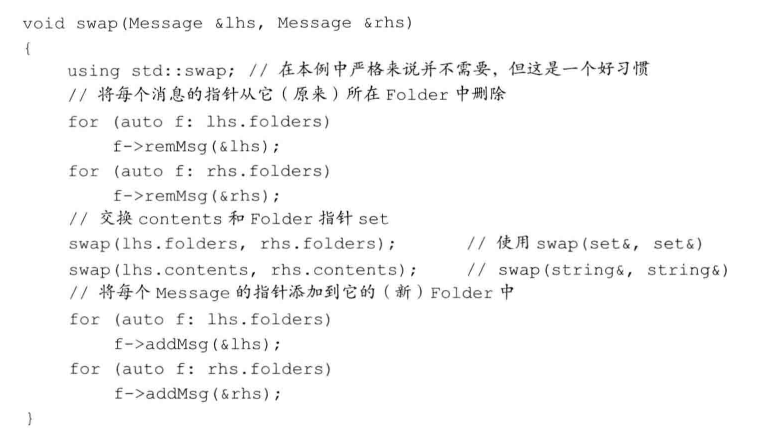 void swap(Message &lhs, Message &rhs)
{
    using std::swap; // 在本例中严格来说并不需要，但这是一个好习惯
    // 将每个消息的指针从它（原来）所在 Folder 中删除
    for (auto f: lhs.folders)
        f->remMsg(&lhs);
    for (auto f: rhs.folders)
        f->remMsg(&rhs);
    // 交换 contents 和 Folder 指针 set
    swap(lhs.folders, rhs.folders);      // 使用 swap(set&, set&)
    swap(lhs.contents, rhs.contents);    // swap(string&, string&)
    // 将每个 Message 的指针添加到它的（新）Folder 中
    for (auto f: lhs.folders)
        f->addMsg(&lhs);
    for (auto f: rhs.folders)
        f->addMsg(&rhs);
}